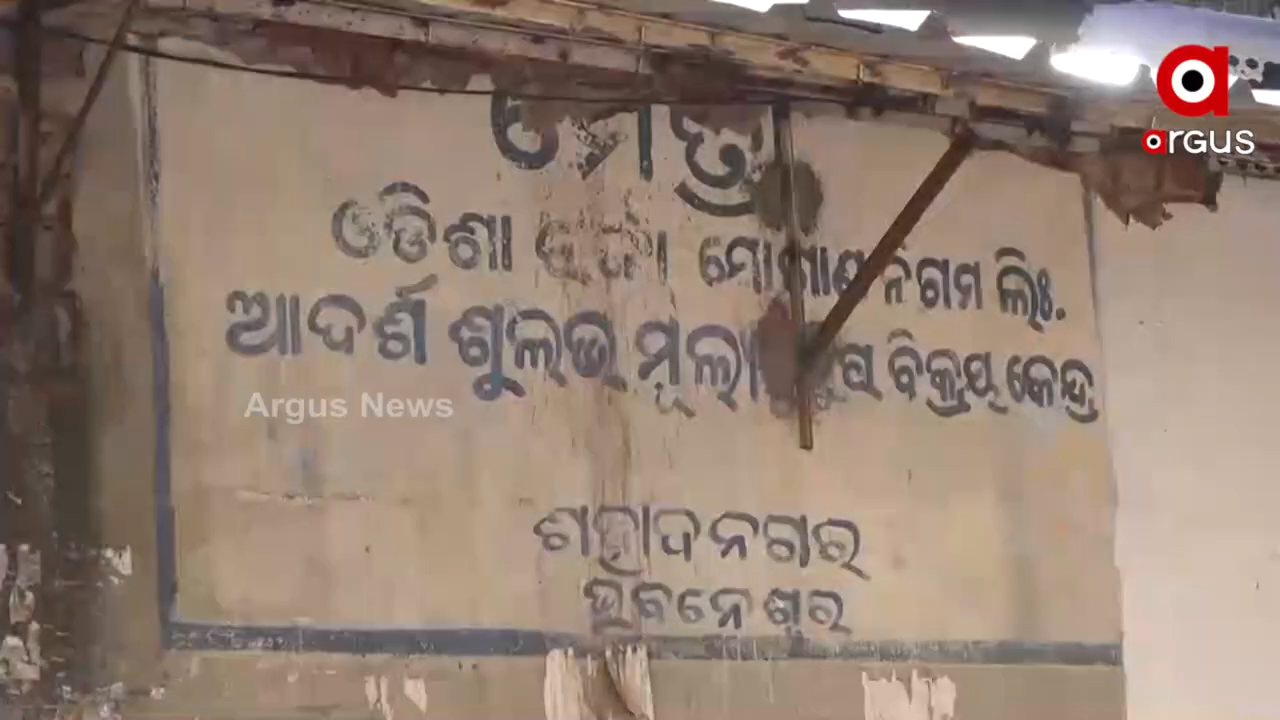 argus
ଓଡିଶା ଯୋଗାଣ ନିଗମ ଲିଃ.
ଆଦର୍ଶ ଶୁଲଭ ବିକ୍ରୟ କେନ୍ଦ୍ର
Argus News
ଶହୀଦନଗର
ଭୁବନେଶ୍ୱର